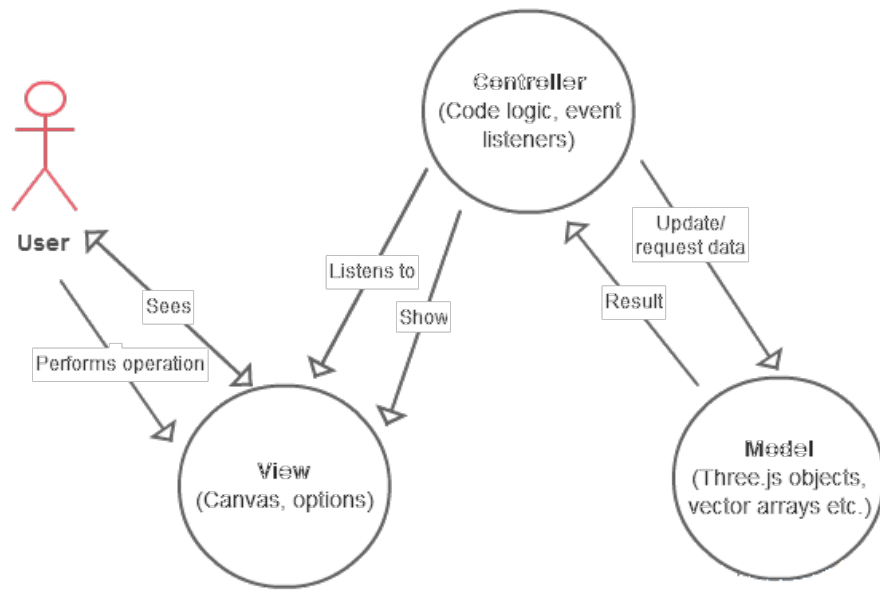 Controller
(Code logic, event
listeners)
User
Update/
request data
Listens to
Result
Sees
Show
Performs operation
View
(Canvas, options)
Model
(Three.js objects,
vector arrays etc.)